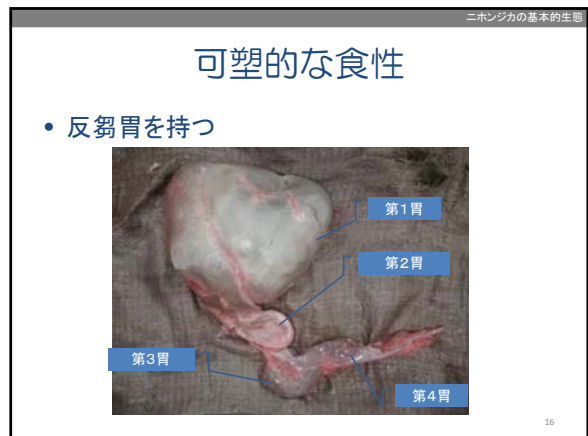 ニホンジカの基本的生態
可塑的な食性
• 反芻胃を持つ
第1胃
第2胃
第3胃
第4胃
16